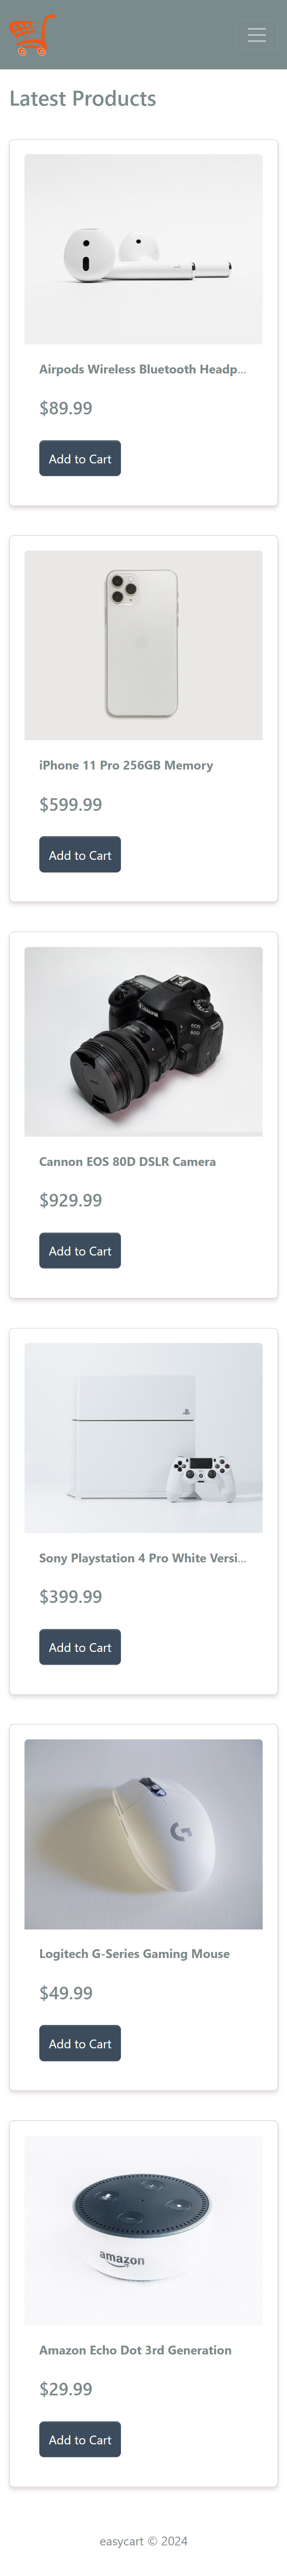 Latest Products
Airpods Wireless Bluetooth Headp...
$89.99
Add to Cart
iPhone 11 Pro 256GB Memory
$599.99
Add to Cart
Canon
EOS
80D
Cannon EOS 80D DSLR Camera
$929.99
Add to Cart
Sony Playstation 4 Pro White Versi...
$399.99
Add to Cart
G
Logitech G-Series Gaming Mouse
$49.99
Add to Cart
amazon
Amazon Echo Dot 3rd Generation
$29.99
Add to Cart
easycart © 2024